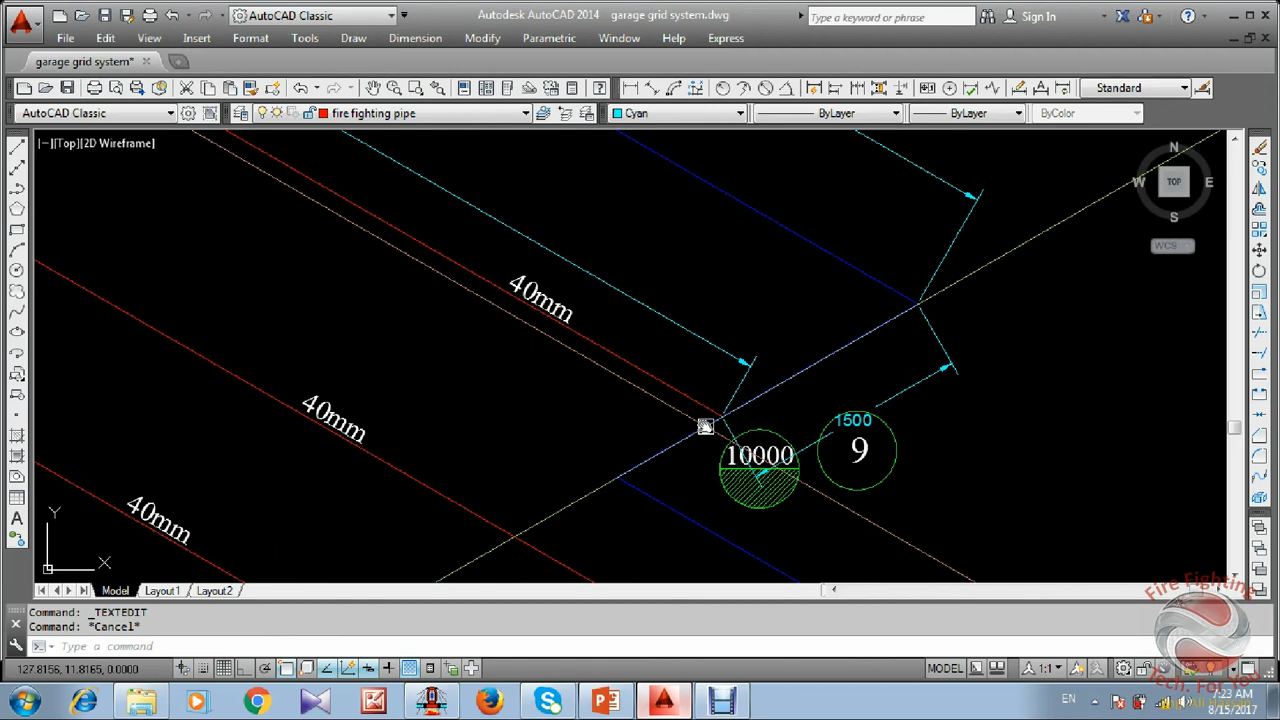 Autodesk AutoCAD 2014 garage grid system.dwg
AutoCAD Classic
Type a keyword or phrase
Sign In
File Edit View Insert Format Tools Draw Dimension Modify Parametric Window Help Express
garage grid system*
Standard
AutoCAD Classic
fire fighting pipe
Cyan
ByLayer
ByLayer
ByColor
[−][Top][2D Wireframe]
N
W TOP E
S
WCS
40mm
40mm
40mm
1500
10000
9
Y
X
Model Layout1 Layout2
Command: _TEXTEDIT
Command: *Cancel*
Type a command
127.8156, 11.8165, 0.0000
MODEL
1:1
Fire Fighting
Tech. For You
EN
8/15/2017